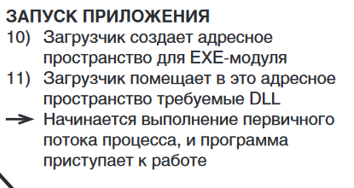 ЗАПУСК ПРИЛОЖЕНИЯ
10) Загрузчик создает адресное
пространство для EXE-модуля
11) Загрузчик помещает в это адресное
пространство требуемые DLL
→ Начинается выполнение первичного
потока процесса, и программа
приступает к работе